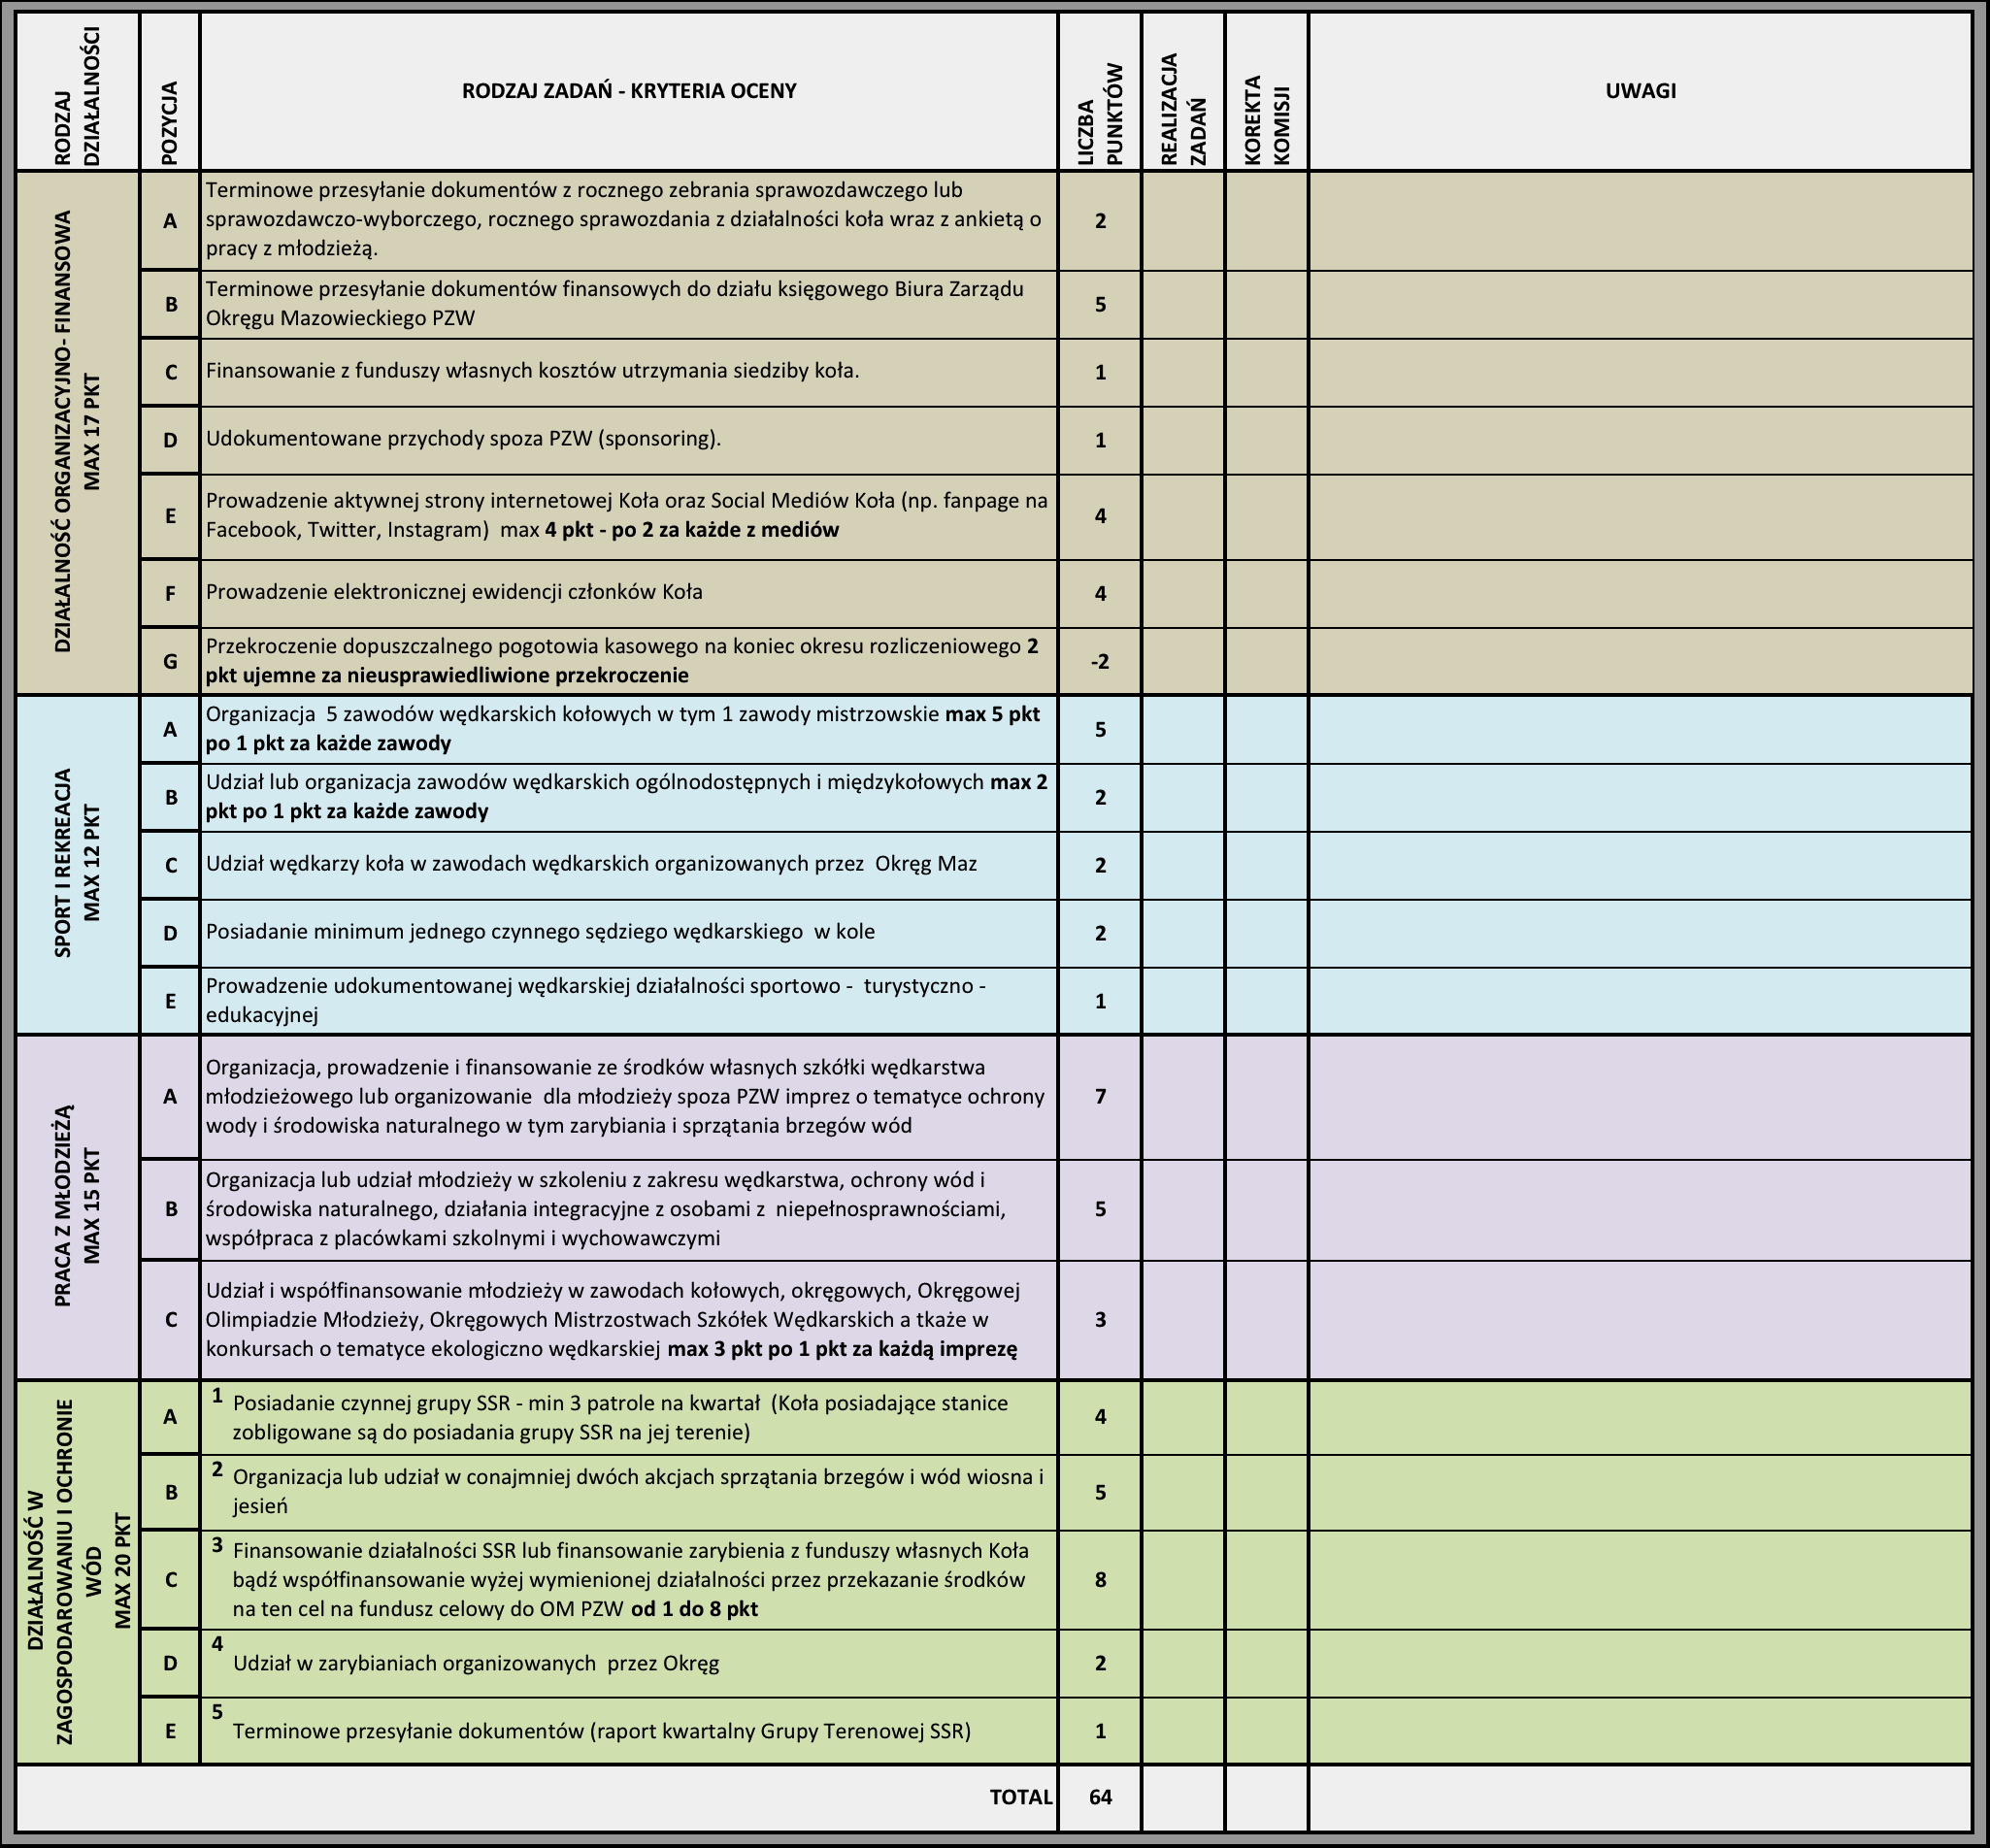 RODZAJ
DZIAŁALNOŚCI
POZYCJA
RODZAJ ZADAŃ - KRYTERIA OCENY
LICZBA
PUNKTÓW
REALIZACJA
ZADAŃ
KOREKTA
KOMISJI
UWAGI
DZIAŁALNOŚĆ ORGANIZACYJNO- FINANSOWA
MAX 17 PKT
A
Terminowe przesyłanie dokumentów z rocznego zebrania sprawozdawczego lub
sprawozdawczo-wyborczego, rocznego sprawozdania z działalności koła wraz z ankietą o
pracy z młodzieżą.
2
B
Terminowe przesyłanie dokumentów finansowych do działu księgowego Biura Zarządu
Okręgu Mazowieckiego PZW
5
C
Finansowanie z funduszy własnych kosztów utrzymania siedziby koła.
1
D
Udokumentowane przychody spoza PZW (sponsoring).
1
E
Prowadzenie aktywnej strony internetowej Koła oraz Social Mediów Koła (np. fanpage na
Facebook, Twitter, Instagram)  max 4 pkt - po 2 za każde z mediów
4
F
Prowadzenie elektronicznej ewidencji członków Koła
4
G
Przekroczenie dopuszczalnego pogotowia kasowego na koniec okresu rozliczeniowego 2
pkt ujemne za nieusprawiedliwione przekroczenie
-2
SPORT I REKREACJA
MAX 12 PKT
A
Organizacja  5 zawodów wędkarskich kołowych w tym 1 zawody mistrzowskie max 5 pkt
po 1 pkt za każde zawody
5
B
Udział lub organizacja zawodów wędkarskich ogólnodostępnych i międzykołowych max 2
pkt po 1 pkt za każde zawody
2
C
Udział wędkarzy koła w zawodach wędkarskich organizowanych przez  Okręg Maz
2
D
Posiadanie minimum jednego czynnego sędziego wędkarskiego  w kole
2
E
Prowadzenie udokumentowanej wędkarskiej działalności sportowo -  turystyczno -
edukacyjnej
1
PRACA Z MŁODZIEŻĄ
MAX 15 PKT
A
Organizacja, prowadzenie i finansowanie ze środków własnych szkółki wędkarstwa
młodzieżowego lub organizowanie  dla młodzieży spoza PZW imprez o tematyce ochrony
wody i środowiska naturalnego w tym zarybiania i sprzątania brzegów wód
7
B
Organizacja lub udział młodzieży w szkoleniu z zakresu wędkarstwa, ochrony wód i
środowiska naturalnego, działania integracyjne z osobami z  niepełnosprawnościami,
współpraca z placówkami szkolnymi i wychowawczymi
5
C
Udział i współfinansowanie młodzieży w zawodach kołowych, okręgowych, Okręgowej
Olimpiadzie Młodzieży, Okręgowych Mistrzostwach Szkółek Wędkarskich a tkaże w
konkursach o tematyce ekologiczno wędkarskiej max 3 pkt po 1 pkt za każdą imprezę
3
DZIAŁALNOŚĆ W
ZAGOSPODAROWANIU I OCHRONIE
WÓD
MAX 20 PKT
A
1 Posiadanie czynnej grupy SSR - min 3 patrole na kwartał  (Koła posiadające stanice
zobligowane są do posiadania grupy SSR na jej terenie)
4
B
2 Organizacja lub udział w conajmniej dwóch akcjach sprzątania brzegów i wód wiosna i
jesień
5
C
3 Finansowanie działalności SSR lub finansowanie zarybienia z funduszy własnych Koła
bądź współfinansowanie wyżej wymienionej działalności przez przekazanie środków
na ten cel na fundusz celowy do OM PZW od 1 do 8 pkt
8
D
4 Udział w zarybianiach organizowanych  przez Okręg
2
E
5 Terminowe przesyłanie dokumentów (raport kwartalny Grupy Terenowej SSR)
1
TOTAL
64